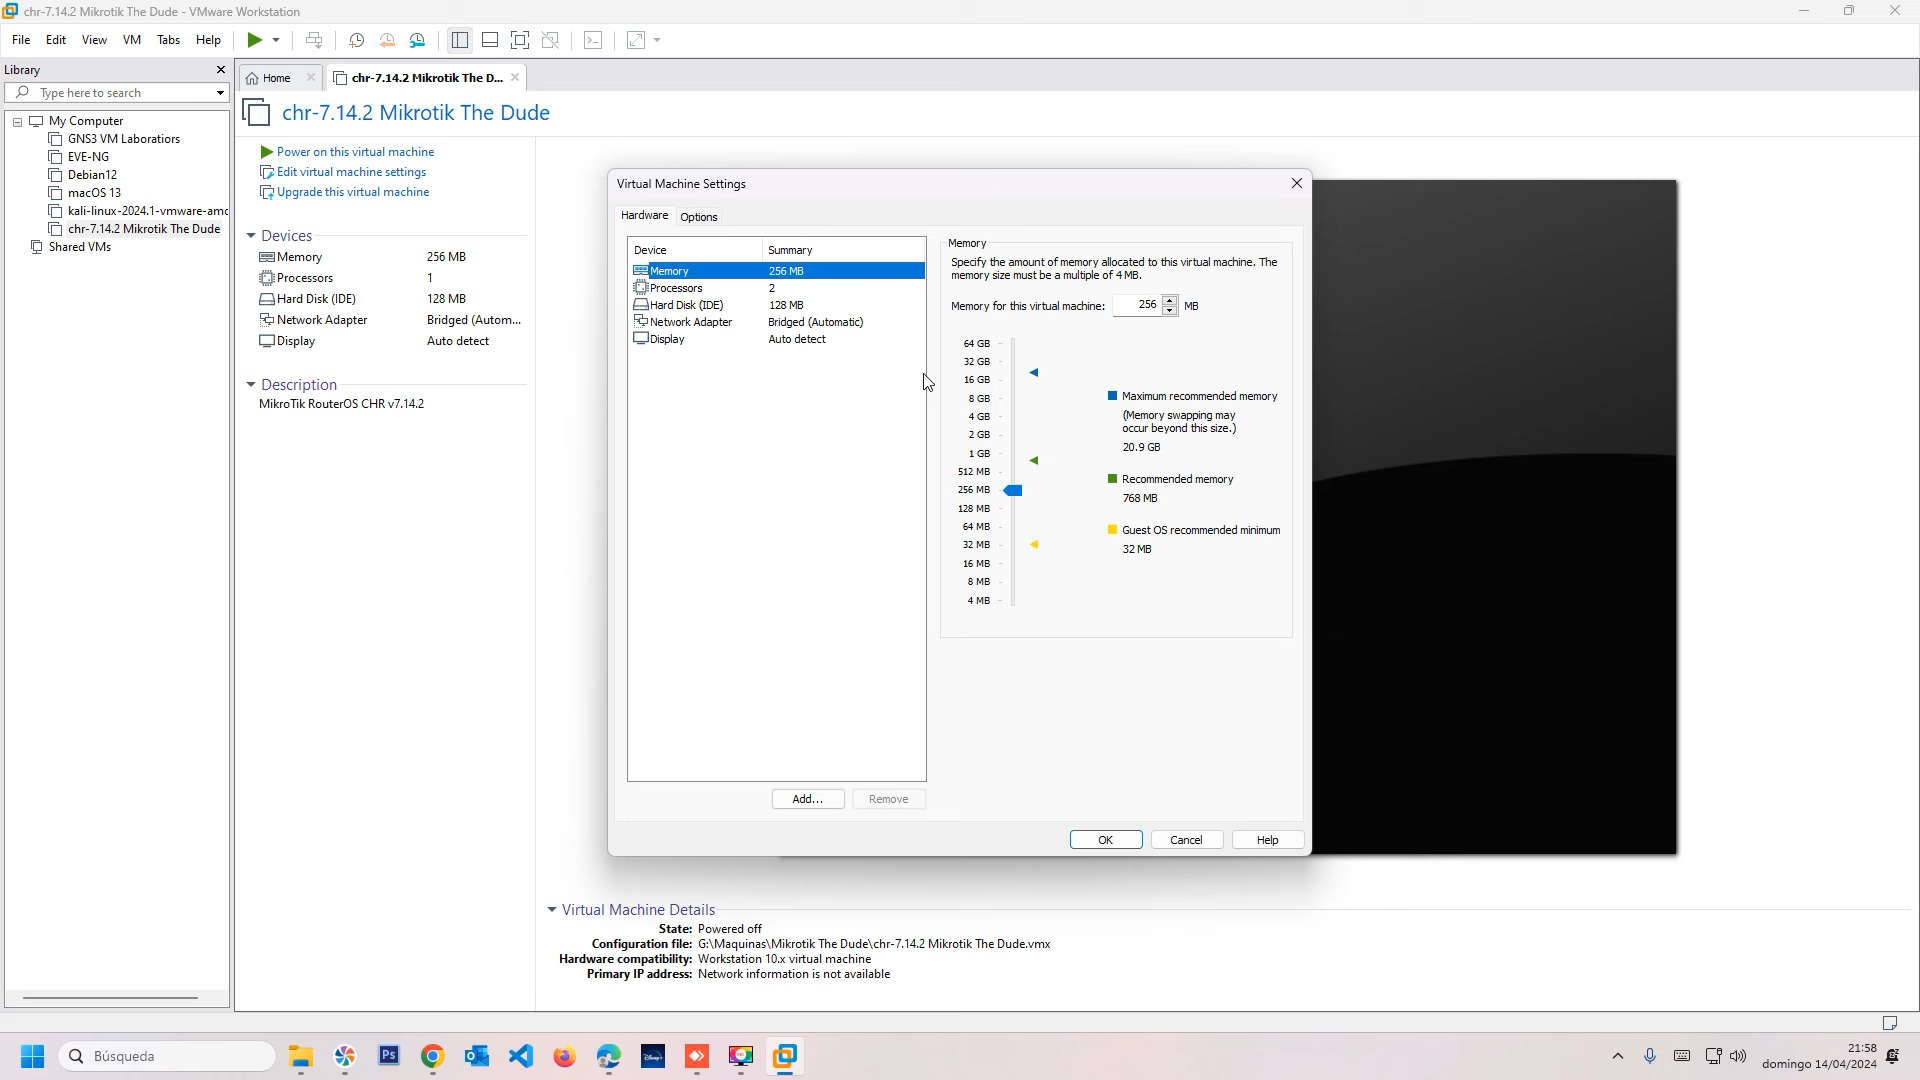 chr-7.14.2 Mikrotik The Dude - VMware Workstation
File Edit View VM Tabs Help
Library
Type here to search
My Computer
GNS3 VM Laboratiors
EVE-NG
Debian12
macOS 13
kali-linux-2024.1-vmware-amd
chr-7.14.2 Mikrotik The Dude
Shared VMs
Home
chr-7.14.2 Mikrotik The D...
chr-7.14.2 Mikrotik The Dude
Power on this virtual machine
Edit virtual machine settings
Upgrade this virtual machine
Devices
Memory 256 MB
Processors 1
Hard Disk (IDE) 128 MB
Network Adapter Bridged (Autom...
Display Auto detect
Description
MikroTik RouterOS CHR v7.14.2
Virtual Machine Settings
Hardware Options
Device Summary
Memory 256 MB
Processors 2
Hard Disk (IDE) 128 MB
Network Adapter Bridged (Automatic)
Display Auto detect
Add... Remove
Memory
Specify the amount of memory allocated to this virtual machine. The
memory size must be a multiple of 4 MB.
Memory for this virtual machine: 256 MB
64 GB
32 GB
16 GB
8 GB
4 GB
2 GB
1 GB
512 MB
256 MB
128 MB
64 MB
32 MB
16 MB
8 MB
4 MB
Maximum recommended memory
(Memory swapping may
occur beyond this size.)
20.9 GB
Recommended memory
768 MB
Guest OS recommended minimum
32 MB
OK Cancel Help
Virtual Machine Details
State: Powered off
Configuration file: G:\Maquinas\Mikrotik The Dude\chr-7.14.2 Mikrotik The Dude.vmx
Hardware compatibility: Workstation 10.x virtual machine
Primary IP address: Network information is not available
Búsqueda
Ps
Disney+
21:58
domingo 14/04/2024